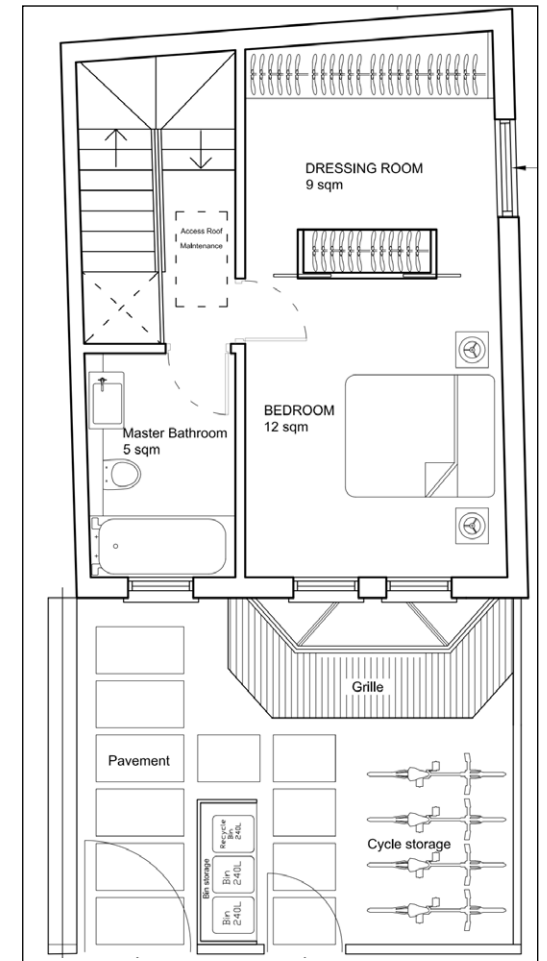 DRESSING ROOM
9 sqm
Access Roof
Maintenance
BEDROOM
12 sqm
Master Bathroom
5 sqm
Grille
Pavement
Cycle storage
Bin storage
Recycle
Bin
240L
Bin
240L
Bin
240L